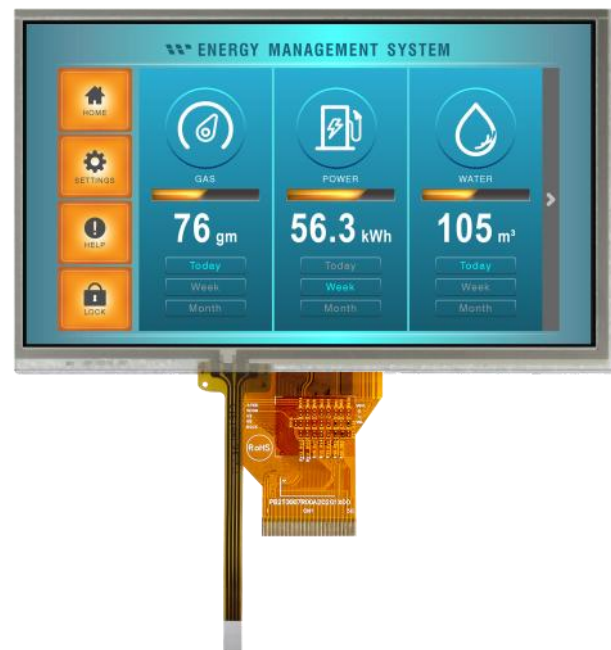 ENERGY MANAGEMENT SYSTEM
HOME
SETTINGS
HELP
LOCK
GAS
76 gm
Today
Week
Month
POWER
56.3 kWh
Today
Week
Month
WATER
105 m³
Today
Week
Month
RoHS